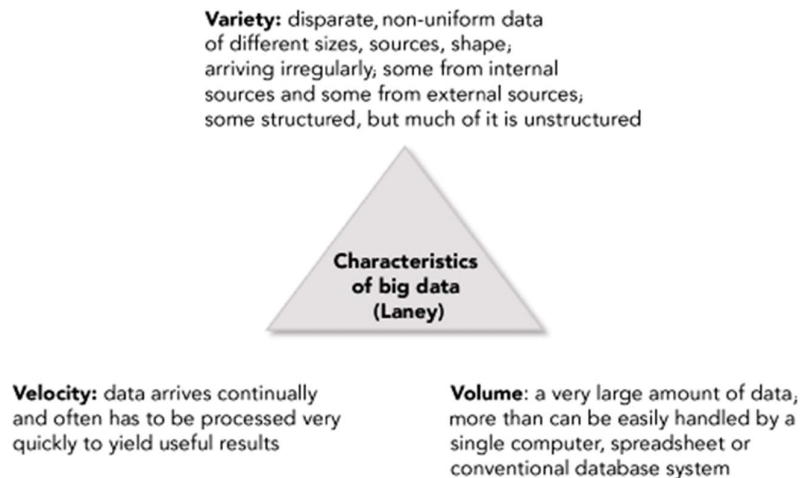 Variety: disparate, non-uniform data
of different sizes, sources, shape;
arriving irregularly; some from internal
sources and some from external sources;
some structured, but much of it is unstructured
Characteristics
of big data
(Laney)
Velocity: data arrives continually
and often has to be processed very
quickly to yield useful results
Volume: a very large amount of data;
more than can be easily handled by a
single computer, spreadsheet or
conventional database system